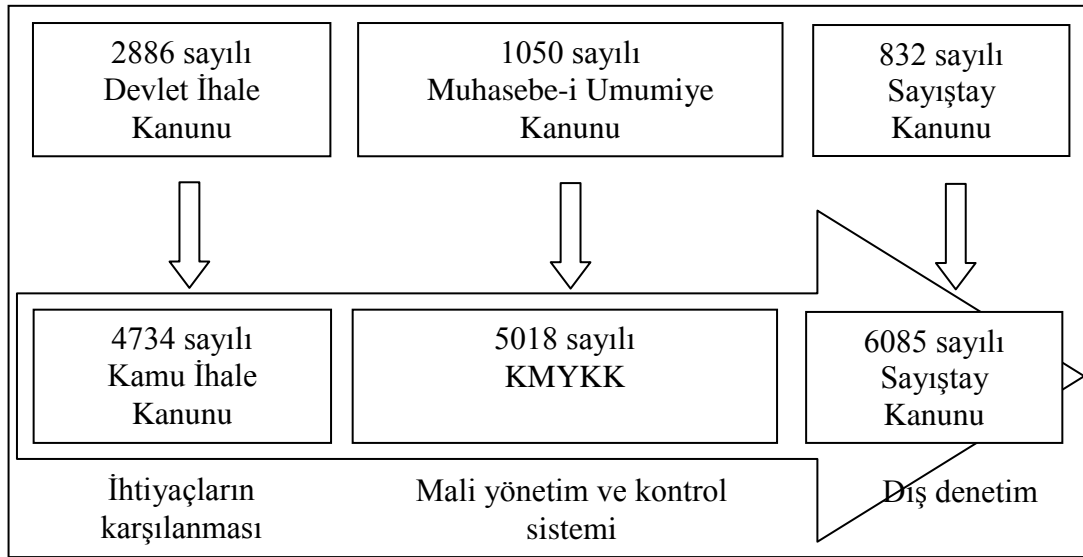 2886 sayılı
Devlet İhale
Kanunu
1050 sayılı
Muhasebe-i Umumiye
Kanunu
832 sayılı
Sayıştay
Kanunu
4734 sayılı
Kamu İhale
Kanunu
5018 sayılı
KMYKK
6085 sayılı
Sayıştay
Kanunu
İhtiyaçların
karşılanması
Mali yönetim ve kontrol
sistemi
Dış denetim